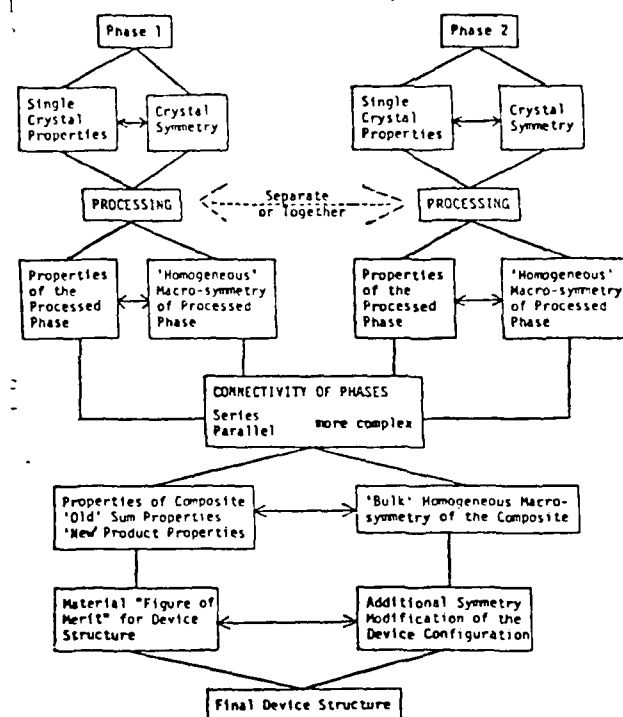 Phase 1
Phase 2
Single
Crystal
Properties
Crystal
Symmetry
Single
Crystal
Properties
Crystal
Symmetry
PROCESSING
Separate
or Together
PROCESSING
Properties
of the
Processed
Phase
'Homogeneous'
Macro-symmetry
of Processed
Phase
Properties
of the
Processed
Phase
'Homogeneous'
Macro-symmetry
of Processed
Phase
CONNECTIVITY OF PHASES
Series
Parallel
more complex
Properties of Composite
'Old' Sum Properties
'New' Product Properties
'Bulk' Homogeneous Macro-
symmetry of the Composite
Material "Figure of
Merit" for Device
Structure
Additional Symmetry
Modification of the
Device Configuration
Final Device Structure